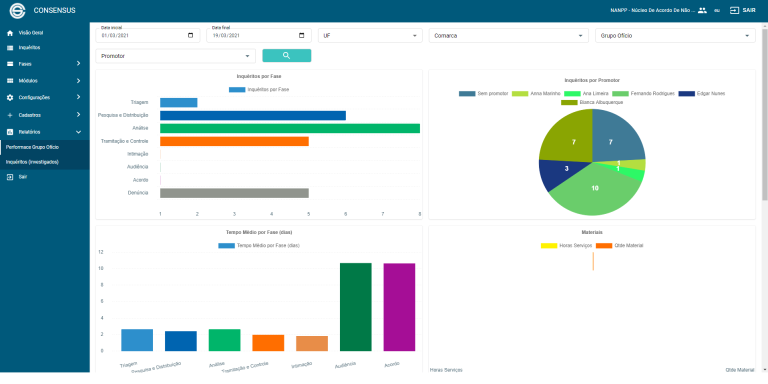 CONSENSUS
NANPP - Núcleo De Acordo De Não ...
SAIR
Visão Geral
Inquéritos
Fases
Módulos
Configurações
Cadastros
Relatórios
Performace Grupo Ofício
Inquéritos (Investigados)
Sair
Data inicial
01/03/2021
Data final
19/03/2021
UF
Comarca
Grupo Ofício
Promotor
Inquéritos por Fase
Inquéritos por Fase
Triagem
Pesquisa e Distribuição
Análise
Tramitação e Controle
Intimação
Audiência
Acordo
Denúncia
1 2 3 4 5 6 7 8
Inquéritos por Promotor
Sem promotor Anna Marinho Ana Limeira Fernando Rodrigues Edgar Nunes
Bianca Albuquerque
7 7
1
3
10
Tempo Médio por Fase (dias)
Tempo Médio por Fase (dias)
12
10
8
6
4
2
0
Triagem Pesquisa e Distribuição Análise Tramitação e Controle Intimação Audiência Acordo
Materiais
Horas Serviços Qtde Material
Horas Serviços Qtde Material